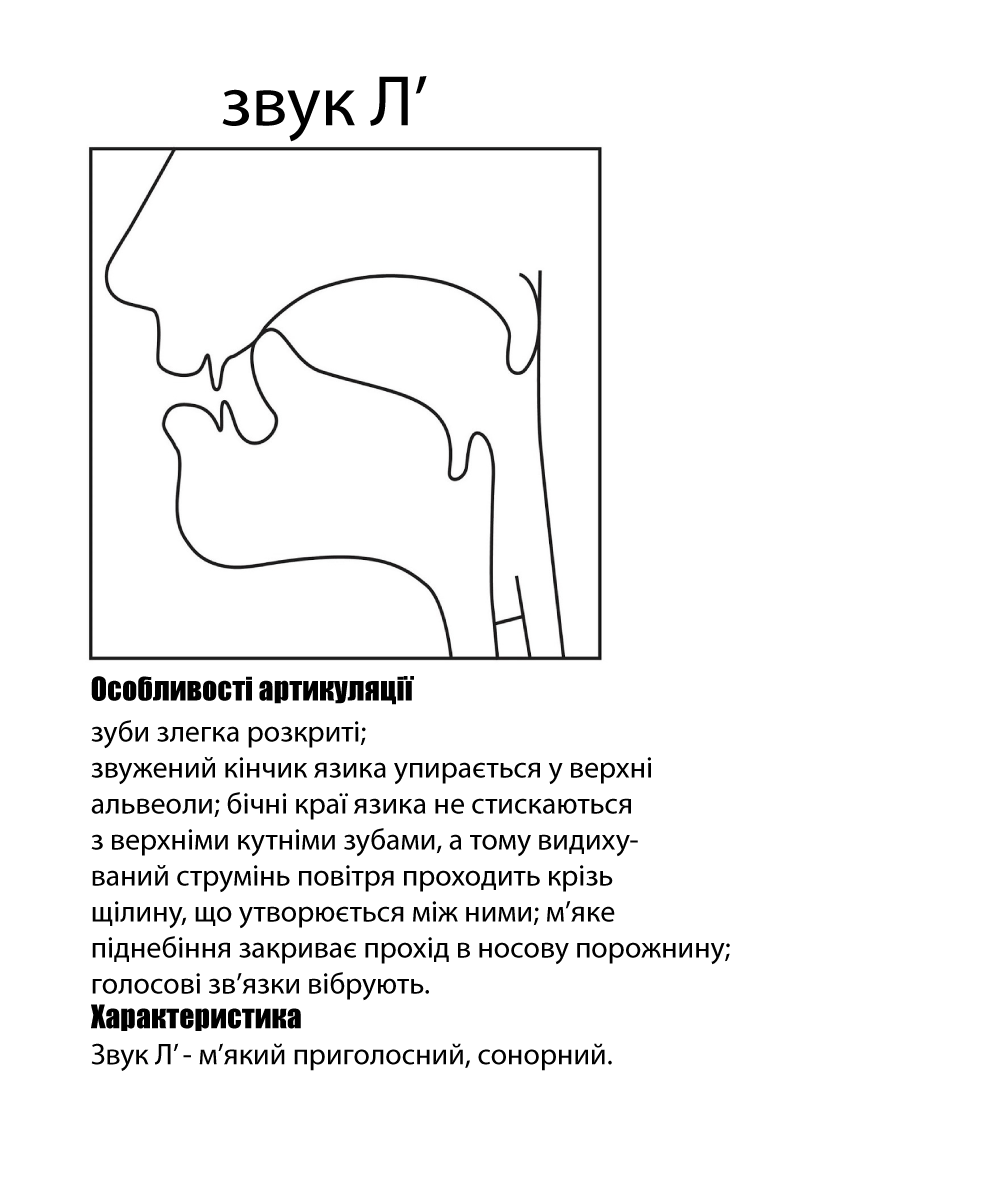 звук Л’
Особливості артикуляції
зуби злегка розкриті;
звужений кінчик язика упирається у верхні
альвеоли; бічні краї язика не стискаються
з верхніми кутніми зубами, а тому видиху-
ваний струмінь повітря проходить крізь
щілину, що утворюється між ними; м’яке
піднебіння закриває прохід в носову порожнину;
голосові зв’язки вібрують.
Характеристика
Звук Л’ - м’який приголосний, сонорний.